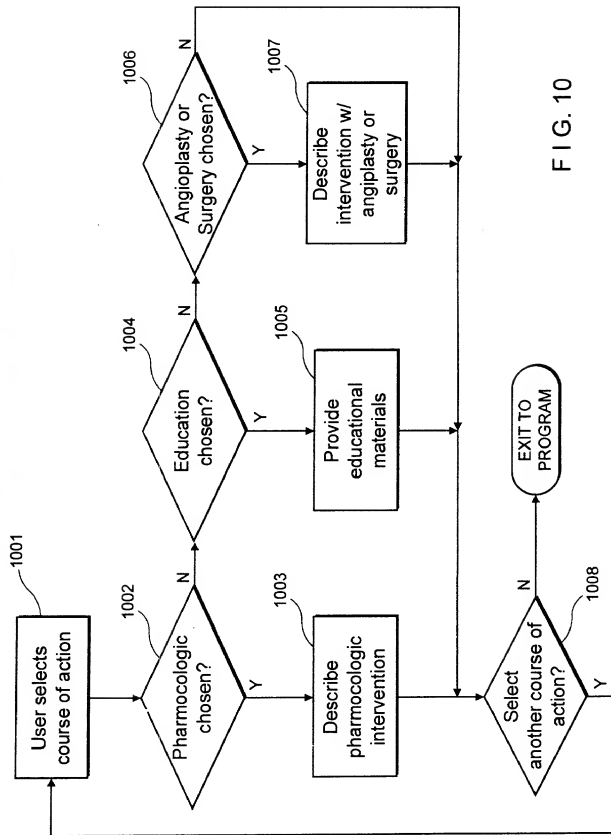 1001
User selects
course of action
1002
Pharmocologic
chosen?
N
Y
1003
Describe
pharmocologic
intervention
1004
Education
chosen?
N
Y
1005
Provide
educational
materials
1006
Angioplasty or
Surgery chosen?
N
Y
1007
Describe
intervention w/
angiplasty or
surgery
1008
Select
another course of
action?
N
Y
EXIT TO
PROGRAM
FIG. 10